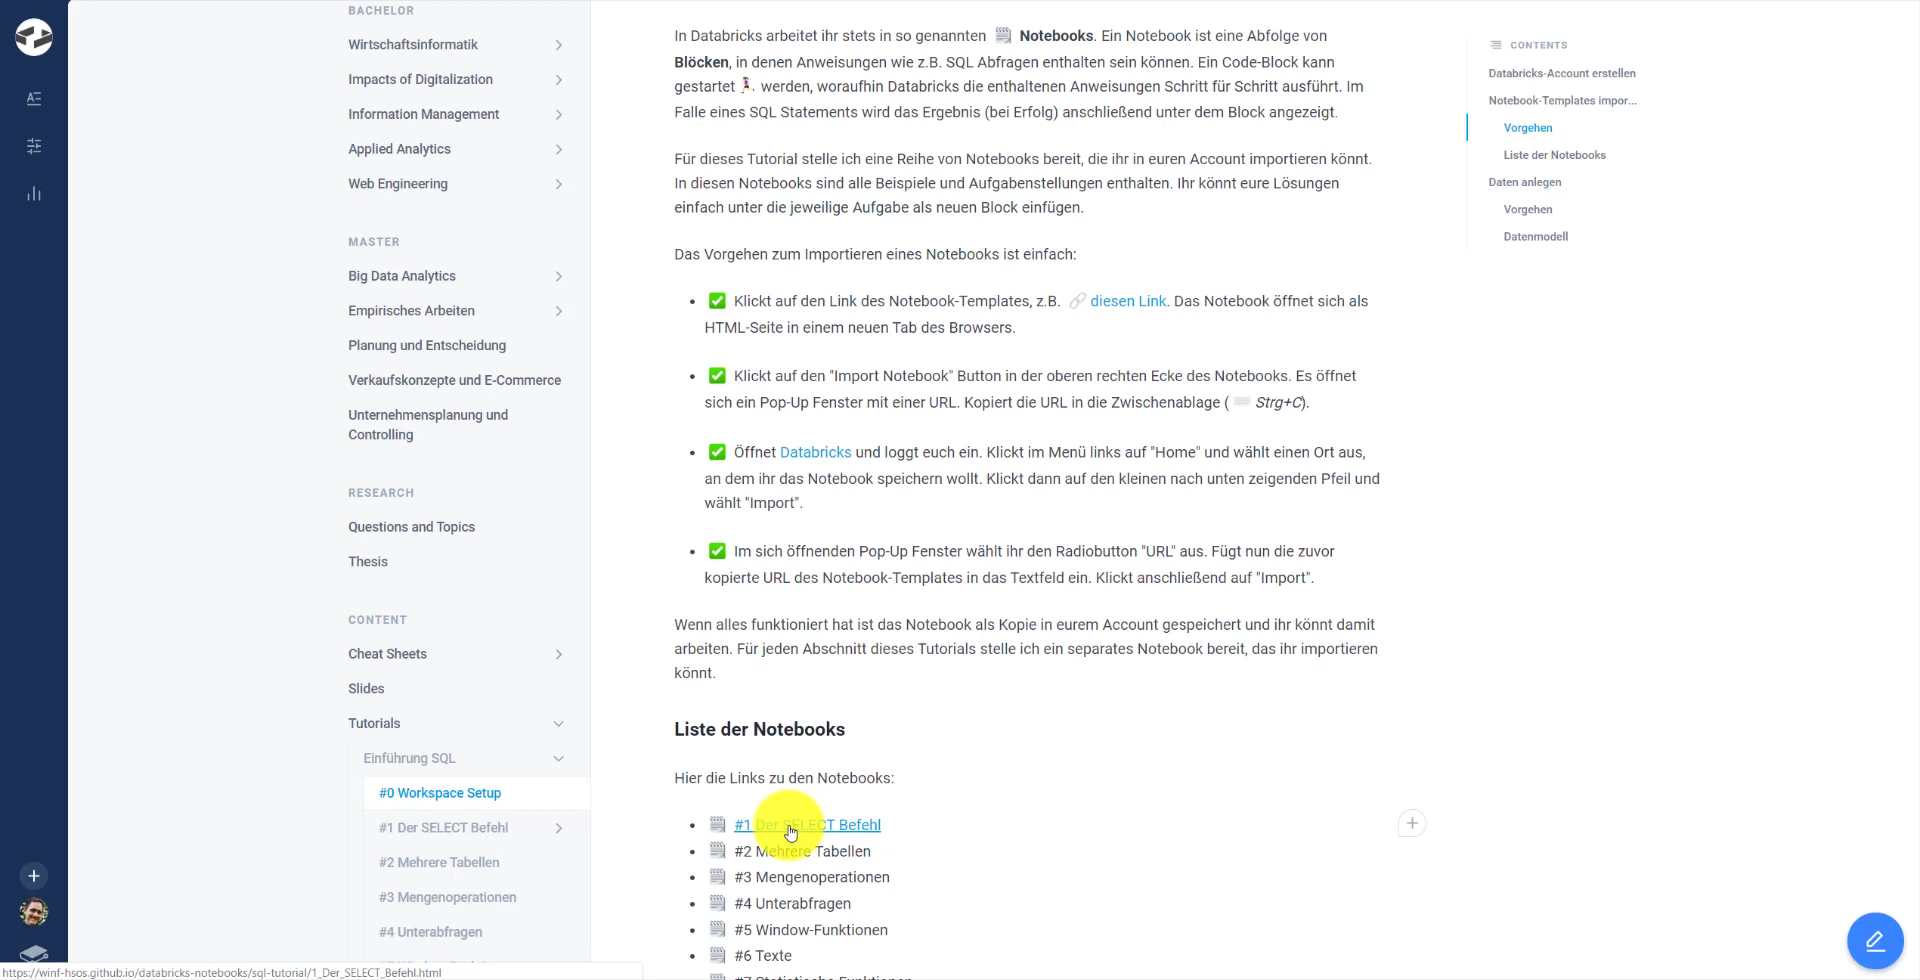 BACHELOR
Wirtschaftsinformatik
Impacts of Digitalization
Information Management
Applied Analytics
Web Engineering
MASTER
Big Data Analytics
Empirisches Arbeiten
Planung und Entscheidung
Verkaufskonzepte und E-Commerce
Unternehmensplanung und
Controlling
RESEARCH
Questions and Topics
Thesis
CONTENT
Cheat Sheets
Slides
Tutorials
Einführung SQL
#0 Workspace Setup
#1 Der SELECT Befehl
#2 Mehrere Tabellen
#3 Mengenoperationen
#4 Unterabfragen
https://winf-hsos.github.io/databricks-notebooks/sql-tutorial/1_Der_SELECT_Befehl.html
In Databricks arbeitet ihr stets in so genannten Notebooks. Ein Notebook ist eine Abfolge von
Blöcken, in denen Anweisungen wie z.B. SQL Abfragen enthalten sein können. Ein Code-Block kann
gestartet werden, woraufhin Databricks die enthaltenen Anweisungen Schritt für Schritt ausführt. Im
Falle eines SQL Statements wird das Ergebnis (bei Erfolg) anschließend unter dem Block angezeigt.
Für dieses Tutorial stelle ich eine Reihe von Notebooks bereit, die ihr in euren Account importieren könnt.
In diesen Notebooks sind alle Beispiele und Aufgabenstellungen enthalten. Ihr könnt eure Lösungen
einfach unter die jeweilige Aufgabe als neuen Block einfügen.
Das Vorgehen zum Importieren eines Notebooks ist einfach:
• Klickt auf den Link des Notebook-Templates, z.B. diesen Link. Das Notebook öffnet sich als
HTML-Seite in einem neuen Tab des Browsers.
• Klickt auf den "Import Notebook" Button in der oberen rechten Ecke des Notebooks. Es öffnet
sich ein Pop-Up Fenster mit einer URL. Kopiert die URL in die Zwischenablage ( Strg+C).
• Öffnet Databricks und loggt euch ein. Klickt im Menü links auf "Home" und wählt einen Ort aus,
an dem ihr das Notebook speichern wollt. Klickt dann auf den kleinen nach unten zeigenden Pfeil und
wählt "Import".
• Im sich öffnenden Pop-Up Fenster wählt ihr den Radiobutton "URL" aus. Fügt nun die zuvor
kopierte URL des Notebook-Templates in das Textfeld ein. Klickt anschließend auf "Import".
Wenn alles funktioniert hat ist das Notebook als Kopie in eurem Account gespeichert und ihr könnt damit
arbeiten. Für jeden Abschnitt dieses Tutorials stelle ich ein separates Notebook bereit, das ihr importieren
könnt.
Liste der Notebooks
Hier die Links zu den Notebooks:
• #1 Der SELECT Befehl
• #2 Mehrere Tabellen
• #3 Mengenoperationen
• #4 Unterabfragen
• #5 Window-Funktionen
• #6 Texte
#7 Statistische Funktionen
CONTENTS
Databricks-Account erstellen
Notebook-Templates impor...
Vorgehen
Liste der Notebooks
Daten anlegen
Vorgehen
Datenmodell